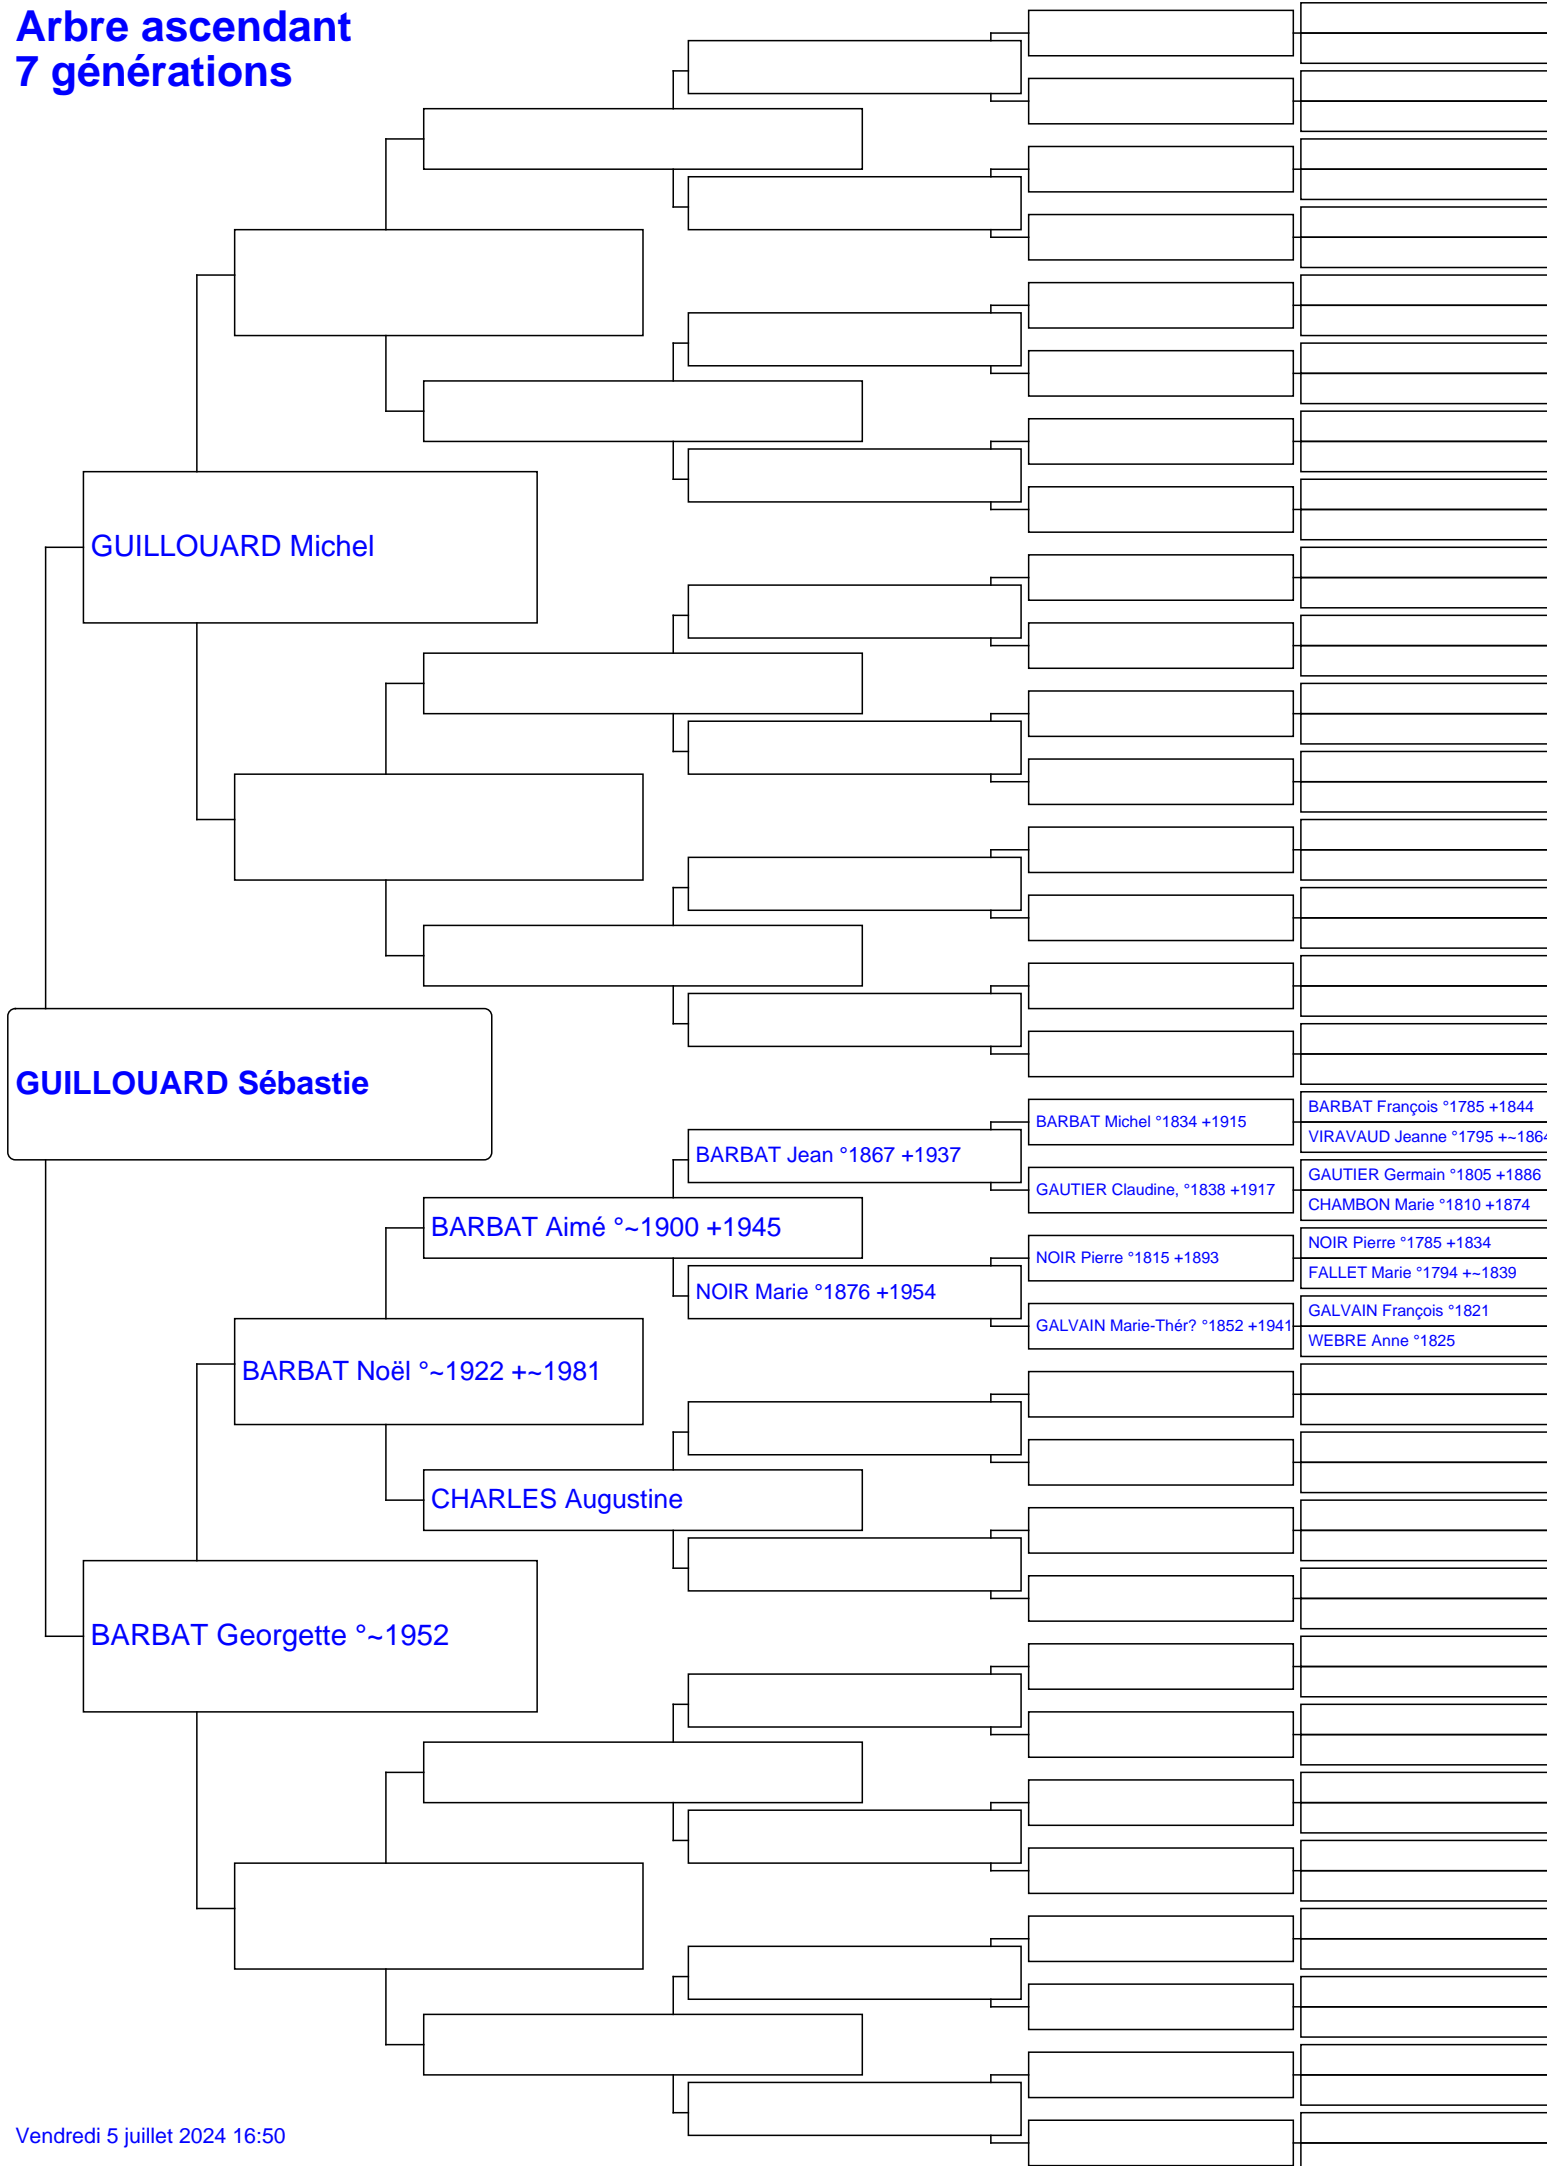 Arbre ascendant
7 générations
GUILLOUARD Michel
GUILLOUARD Sébastie
BARBAT François °1785 +1844
BARBAT Michel °1834 +1915
VIRAVAUD Jeanne °1795 +~1864
BARBAT Jean °1867 +1937
GAUTIER Germain °1805 +1886
GAUTIER Claudine, °1838 +1917
CHAMBON Marie °1810 +1874
BARBAT Aimé °~1900 +1945
NOIR Pierre °1785 +1834
NOIR Pierre °1815 +1893
FALLET Marie °1794 +~1839
NOIR Marie °1876 +1954
GALVAIN François °1821
GALVAIN Marie-Thér? °1852 +1941
WEBRE Anne °1825
BARBAT Noël °~1922 +~1981
CHARLES Augustine
BARBAT Georgette °~1952
Vendredi 5 juillet 2024 16:50